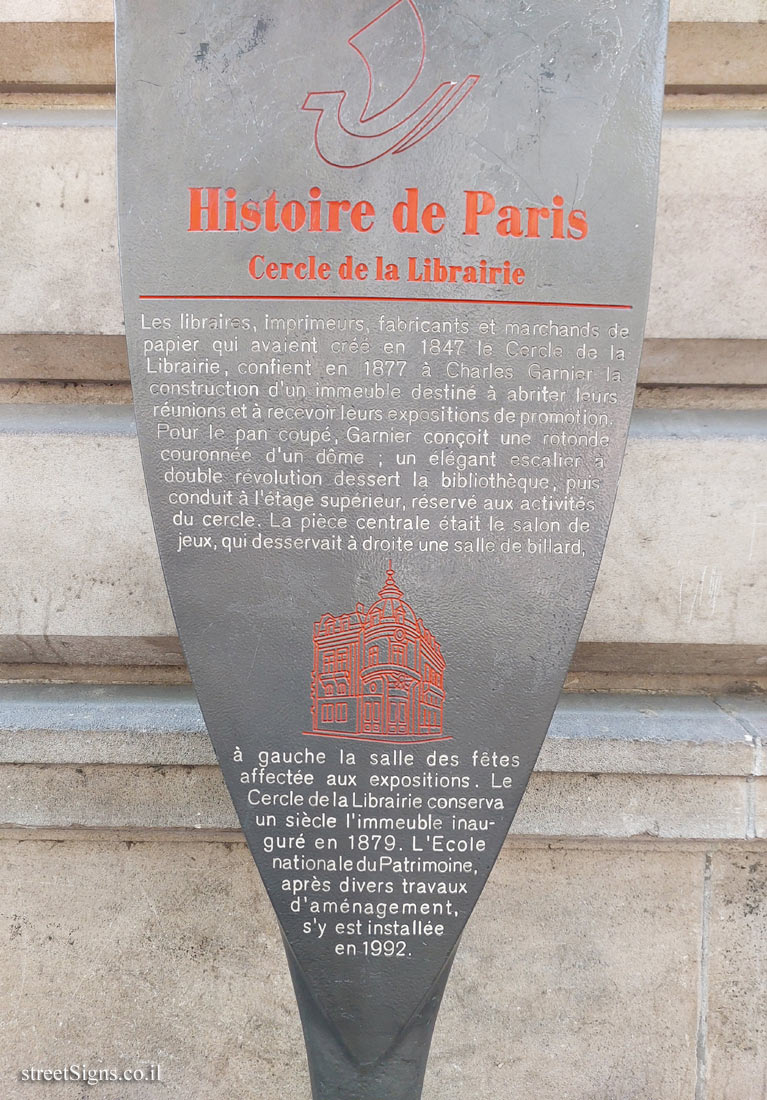 Histoire de Paris
Cercle de la Librairie
Les libraires, imprimeurs, fabricants et marchands de
papier qui avaient créé en 1847 le Cercle de la
Librairie, confient en 1877 à Charles Garnier la
construction d'un immeuble destiné à abriter leurs
réunions et à recevoir leurs expositions de promotion.
Pour le pan coupé, Garnier conçoit une rotonde
couronnée d'un dôme ; un élégant escalier à
double révolution dessert la bibliothèque, puis
conduit à l'étage supérieur, réservé aux activités
du cercle. La pièce centrale était le salon de
jeux, qui desservait à droite une salle de billard,
à gauche la salle des fêtes
affectée aux expositions. Le
Cercle de la Librairie conserva
un siècle l'immeuble inau-
guré en 1879. L'Ecole
nationale du Patrimoine,
après divers travaux
d'aménagement,
s'y est installée
en 1992.
streetSigns.co.il